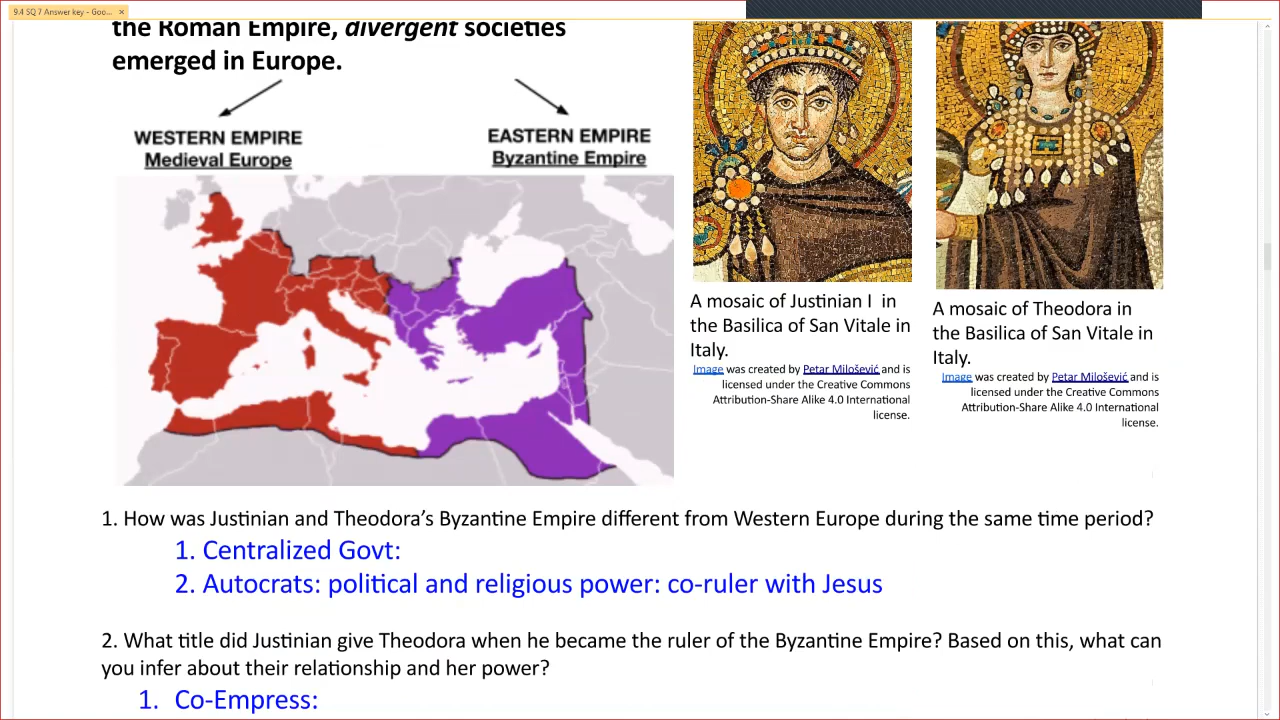 9.4 SQ 7 Answer key - Goo... ×
the Roman Empire, divergent societies
emerged in Europe.
WESTERN EMPIRE
Medieval Europe
EASTERN EMPIRE
Byzantine Empire
A mosaic of Justinian I in
the Basilica of San Vitale in
Italy.
Image was created by Petar Milošević and is
licensed under the Creative Commons
Attribution-Share Alike 4.0 International
license.
A mosaic of Theodora in
the Basilica of San Vitale in
Italy.
Image was created by Petar Milošević and is
licensed under the Creative Commons
Attribution-Share Alike 4.0 International
license.
1. How was Justinian and Theodora’s Byzantine Empire different from Western Europe during the same time period?
1. Centralized Govt:
2. Autocrats: political and religious power: co-ruler with Jesus
2. What title did Justinian give Theodora when he became the ruler of the Byzantine Empire? Based on this, what can
you infer about their relationship and her power?
1. Co-Empress: